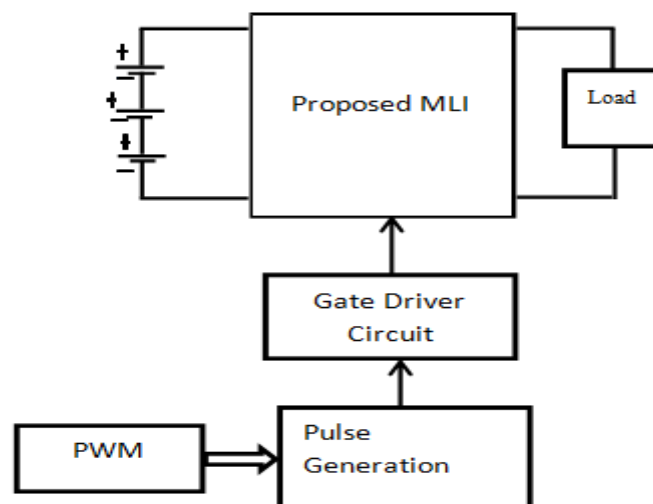 +
−
+
−
+
−
Proposed MLI
Load
Gate Driver
Circuit
PWM
Pulse
Generation